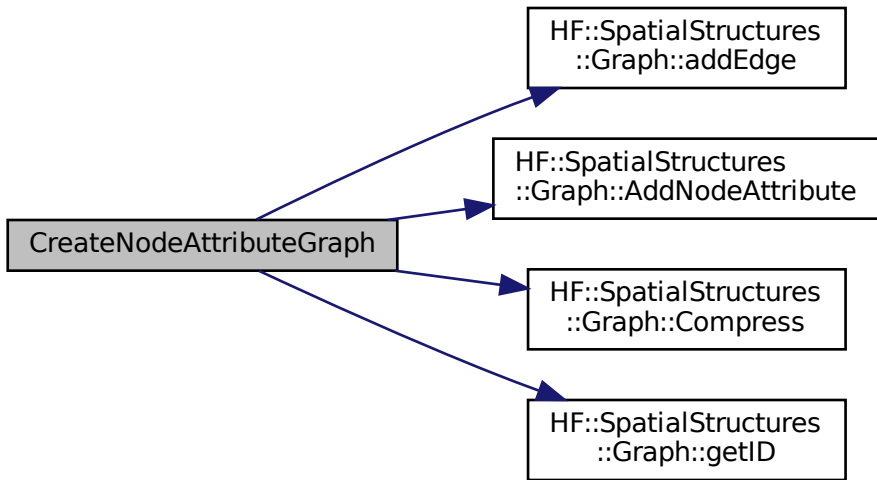 HF::SpatialStructures
::Graph::addEdge
HF::SpatialStructures
::Graph::AddNodeAttribute
CreateNodeAttributeGraph
HF::SpatialStructures
::Graph::Compress
HF::SpatialStructures
::Graph::getID